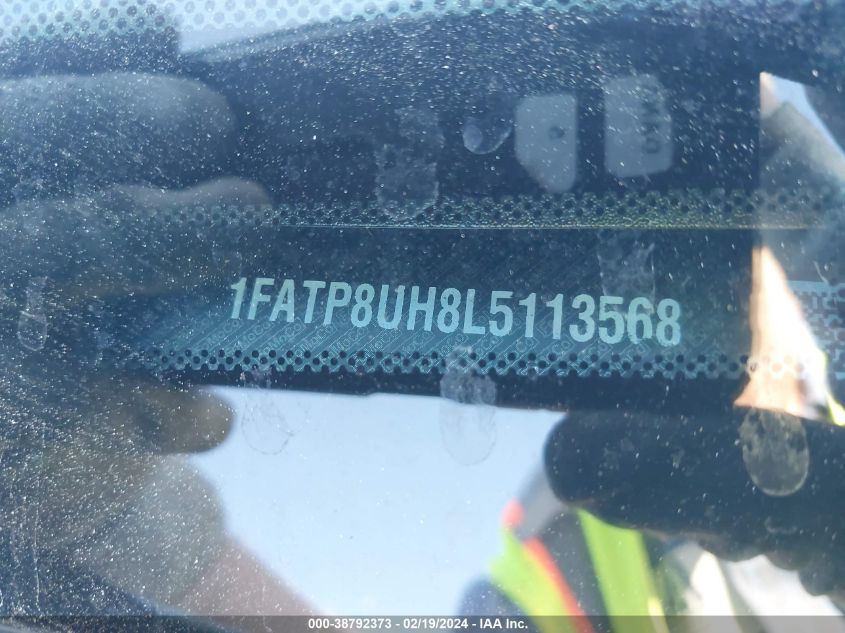 1FATP8UH8L5113568
000-38792373 - 02/19/2024 - IAA Inc.